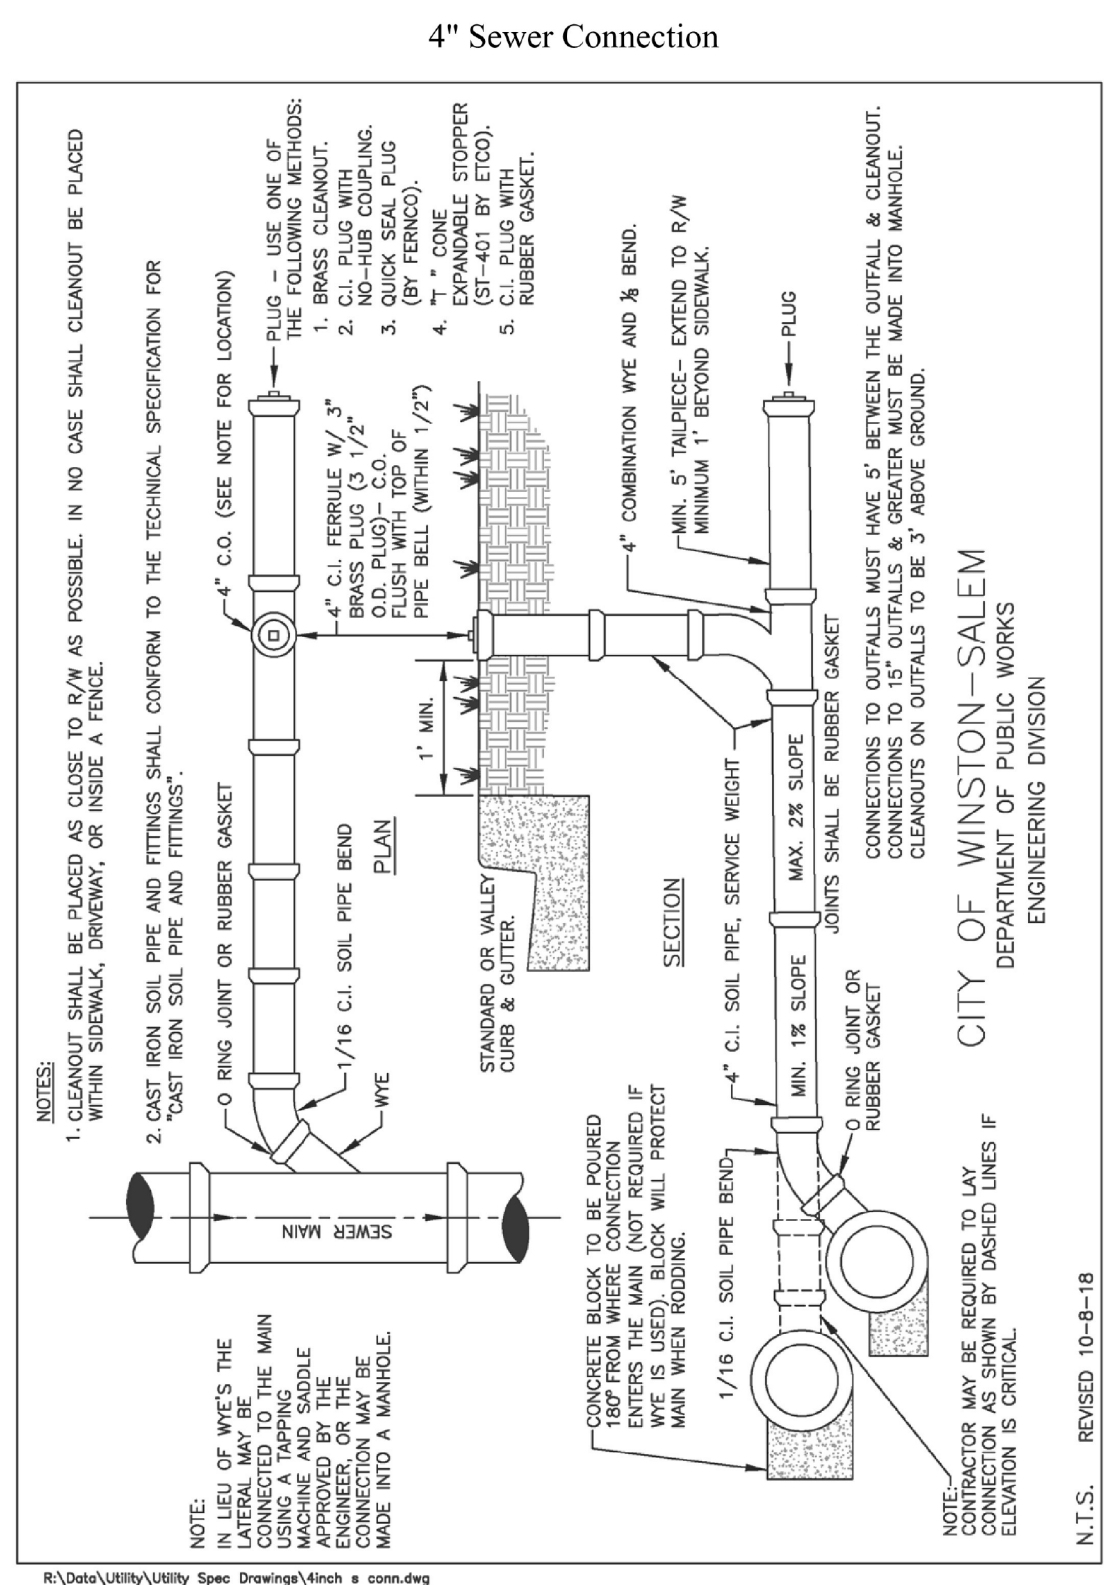 4" Sewer Connection
NOTES:
1. CLEANOUT SHALL BE PLACED AS CLOSE TO R/W AS POSSIBLE. IN NO CASE SHALL CLEANOUT BE PLACED
WITHIN SIDEWALK, DRIVEWAY, OR INSIDE A FENCE.
2. CAST IRON SOIL PIPE AND FITTINGS SHALL CONFORM TO THE TECHNICAL SPECIFICATION FOR
"CAST IRON SOIL PIPE AND FITTINGS".
NOTE:
IN LIEU OF WYE'S THE
LATERAL MAY BE
CONNECTED TO THE MAIN
USING A TAPPING
MACHINE AND SADDLE
APPROVED BY THE
ENGINEER, OR THE
CONNECTION MAY BE
MADE INTO A MANHOLE.
SEWER MAIN
O RING JOINT OR RUBBER GASKET
1/16 C.I. SOIL PIPE BEND
WYE
PLAN
4" C.O. (SEE NOTE FOR LOCATION)
PLUG - USE ONE OF
THE FOLLOWING METHODS:
1. BRASS CLEANOUT.
2. C.I. PLUG WITH
NO-HUB COUPLING.
3. QUICK SEAL PLUG
(BY FERNCO).
4. "T " CONE
EXPANDABLE STOPPER
(ST-401 BY ETCO).
5. C.I. PLUG WITH
RUBBER GASKET.
4" C.I. FERRULE W/ 3"
BRASS PLUG (3 1/2"
O.D. PLUG)- C.O.
FLUSH WITH TOP OF
PIPE BELL (WITHIN 1/2")
1' MIN.
STANDARD OR VALLEY
CURB & GUTTER.
SECTION
CONCRETE BLOCK TO BE POURED
180° FROM WHERE CONNECTION
ENTERS THE MAIN (NOT REQUIRED IF
WYE IS USED). BLOCK WILL PROTECT
MAIN WHEN RODDING.
1/16 C.I. SOIL PIPE BEND
4" C.I. SOIL PIPE, SERVICE WEIGHT
4" COMBINATION WYE AND ⅛ BEND.
MIN. 5' TAILPIECE- EXTEND TO R/W
MINIMUM 1' BEYOND SIDEWALK.
PLUG
MIN. 1% SLOPE
MAX. 2% SLOPE
JOINTS SHALL BE RUBBER GASKET
O RING JOINT OR
RUBBER GASKET
CONNECTIONS TO OUTFALLS MUST HAVE 5' BETWEEN THE OUTFALL & CLEANOUT.
CONNECTIONS TO 15" OUTFALLS & GREATER MUST BE MADE INTO MANHOLE.
CLEANOUTS ON OUTFALLS TO BE 3' ABOVE GROUND.
NOTE:
CONTRACTOR MAY BE REQUIRED TO LAY
CONNECTION AS SHOWN BY DASHED LINES IF
ELEVATION IS CRITICAL.
CITY OF WINSTON-SALEM
DEPARTMENT OF PUBLIC WORKS
ENGINEERING DIVISION
N.T.S. REVISED 10-8-18
R:\Data\Utility\Utility Spec Drawings\4inch s conn.dwg